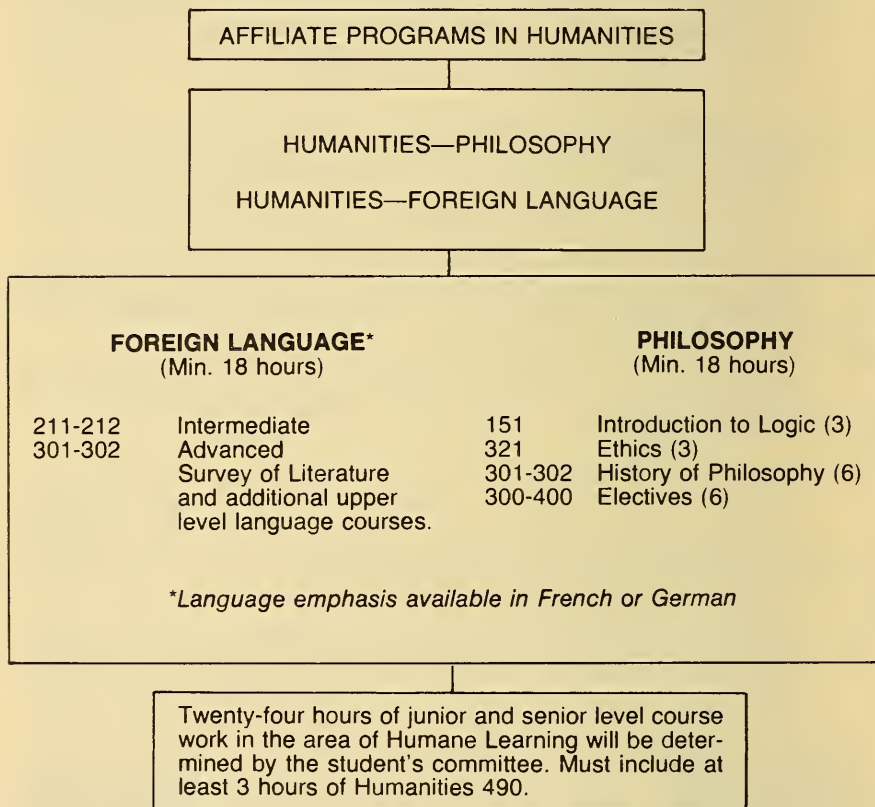 AFFILIATE PROGRAMS IN HUMANITIES
HUMANITIES—PHILOSOPHY
HUMANITIES—FOREIGN LANGUAGE
FOREIGN LANGUAGE*
(Min. 18 hours)
211-212 Intermediate
301-302 Advanced
Survey of Literature
and additional upper
level language courses.
PHILOSOPHY
(Min. 18 hours)
151 Introduction to Logic (3)
321 Ethics (3)
301-302 History of Philosophy (6)
300-400 Electives (6)
*Language emphasis available in French or German
Twenty-four hours of junior and senior level course
work in the area of Humane Learning will be deter-
mined by the student's committee. Must include at
least 3 hours of Humanities 490.